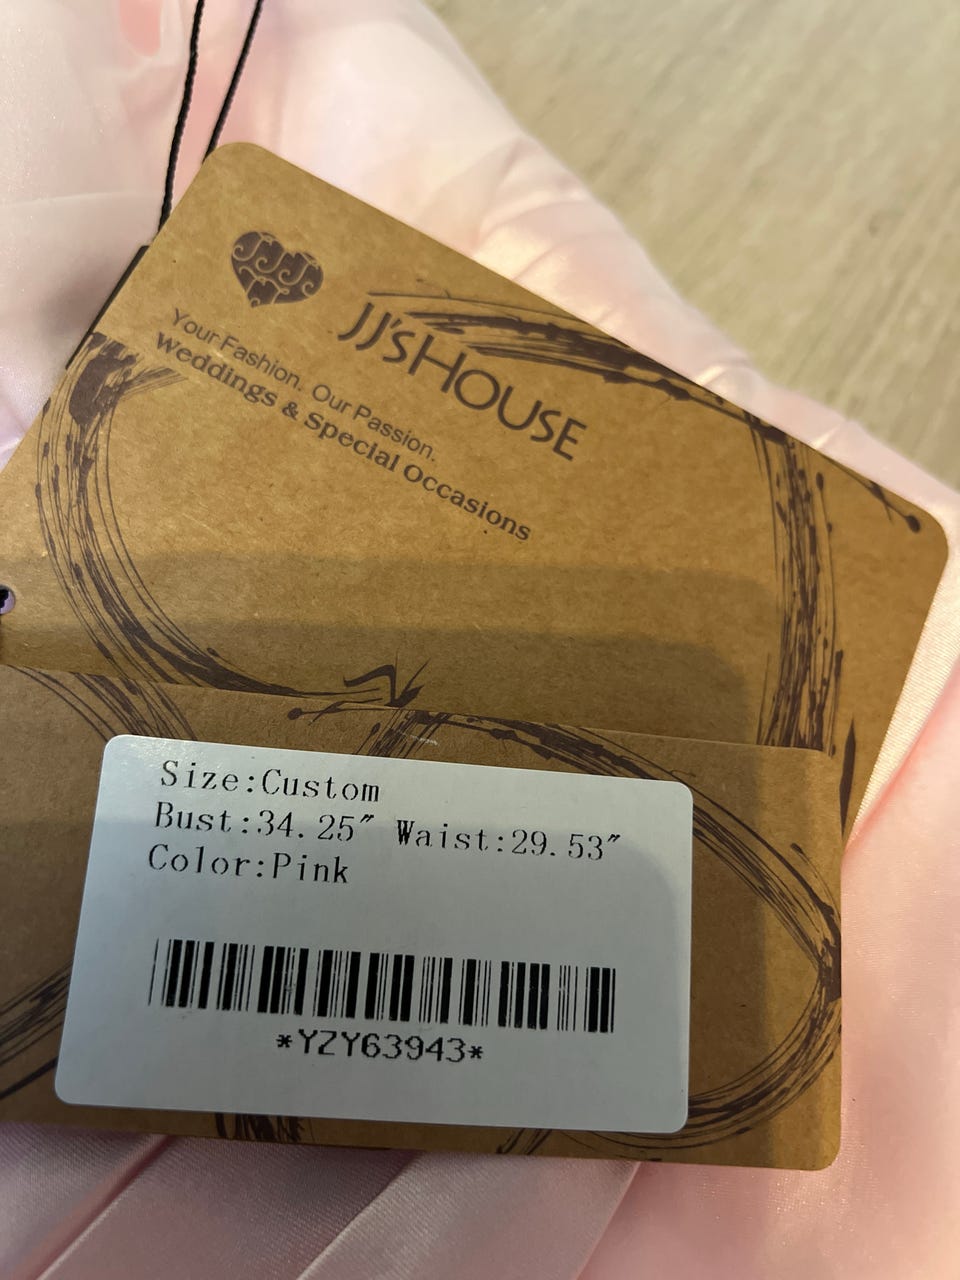 JJ'sHOUSE
Your Fashion. Our Passion.
Weddings & Special Occasions
Size:Custom
Bust:34.25" Waist:29.53"
Color:Pink
*YZY63943*